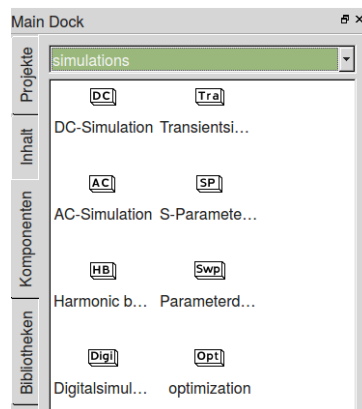 Main Dock
Projekte
Inhalt
Komponenten
Bibliotheken
simulations
DC Tra
DC-Simulation Transientsi...
AC SP
AC-Simulation S-Paramete...
HB Swp
Harmonic b... Parameterd...
Digi Opt
Digitalsimul... optimization